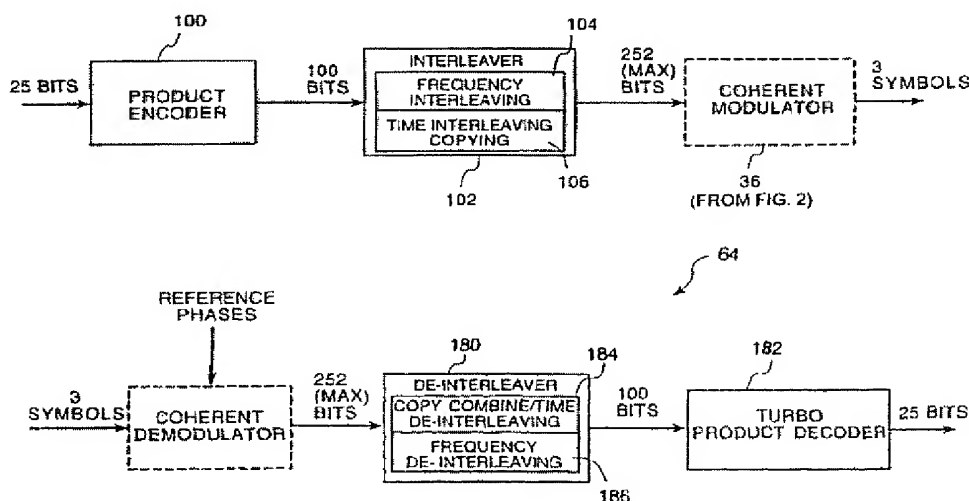 100
25 BITS
PRODUCT
ENCODER
100
BITS
INTERLEAVER
104
FREQUENCY
INTERLEAVING
TIME INTERLEAVING
COPYING
106
102
252
(MAX)
BITS
COHERENT
MODULATOR
3
SYMBOLS
36
(FROM FIG. 2)
64
REFERENCE
PHASES
3
SYMBOLS
COHERENT
DEMODULATOR
252
(MAX)
BITS
180
DE-INTERLEAVER
184
COPY COMBINE/TIME
DE-INTERLEAVING
FREQUENCY
DE-INTERLEAVING
186
100
BITS
182
TURBO
PRODUCT DECODER
25 BITS